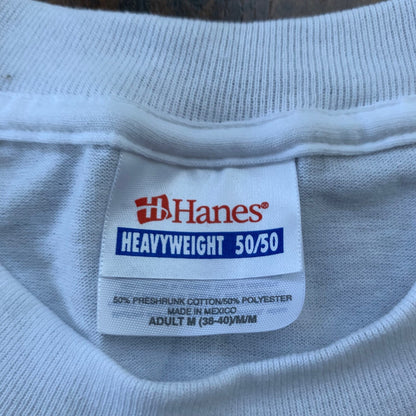 H Hanes®
HEAVYWEIGHT 50/50
50% PRESHRUNK COTTON/50% POLYESTER
MADE IN MEXICO
ADULT M (38-40)/M/M